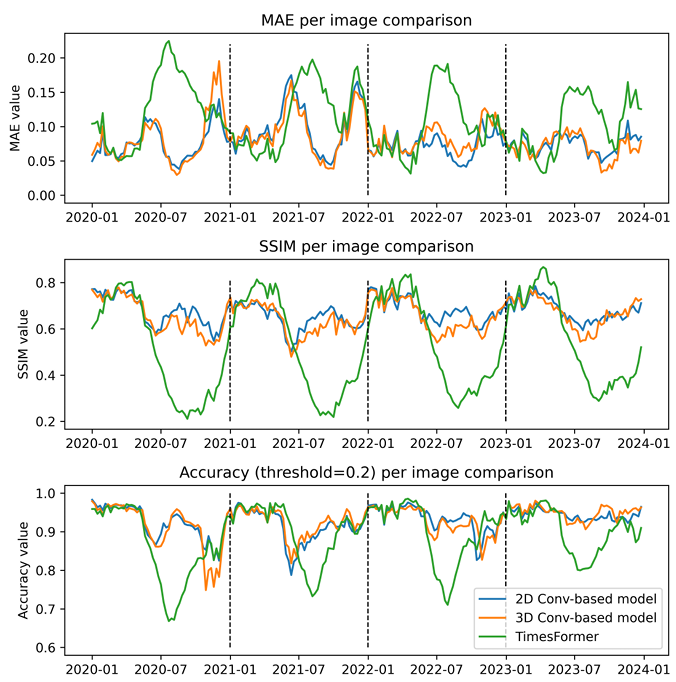 MAE per image comparison
MAE value
0.20
0.15
0.10
0.05
0.00
2020-01 2020-07 2021-01 2021-07 2022-01 2022-07 2023-01 2023-07 2024-01
SSIM per image comparison
SSIM value
0.8
0.6
0.4
0.2
2020-01 2020-07 2021-01 2021-07 2022-01 2022-07 2023-01 2023-07 2024-01
Accuracy (threshold=0.2) per image comparison
Accuracy value
1.0
0.9
0.8
0.7
0.6
2D Conv-based model
3D Conv-based model
TimesFormer
2020-01 2020-07 2021-01 2021-07 2022-01 2022-07 2023-01 2023-07 2024-01